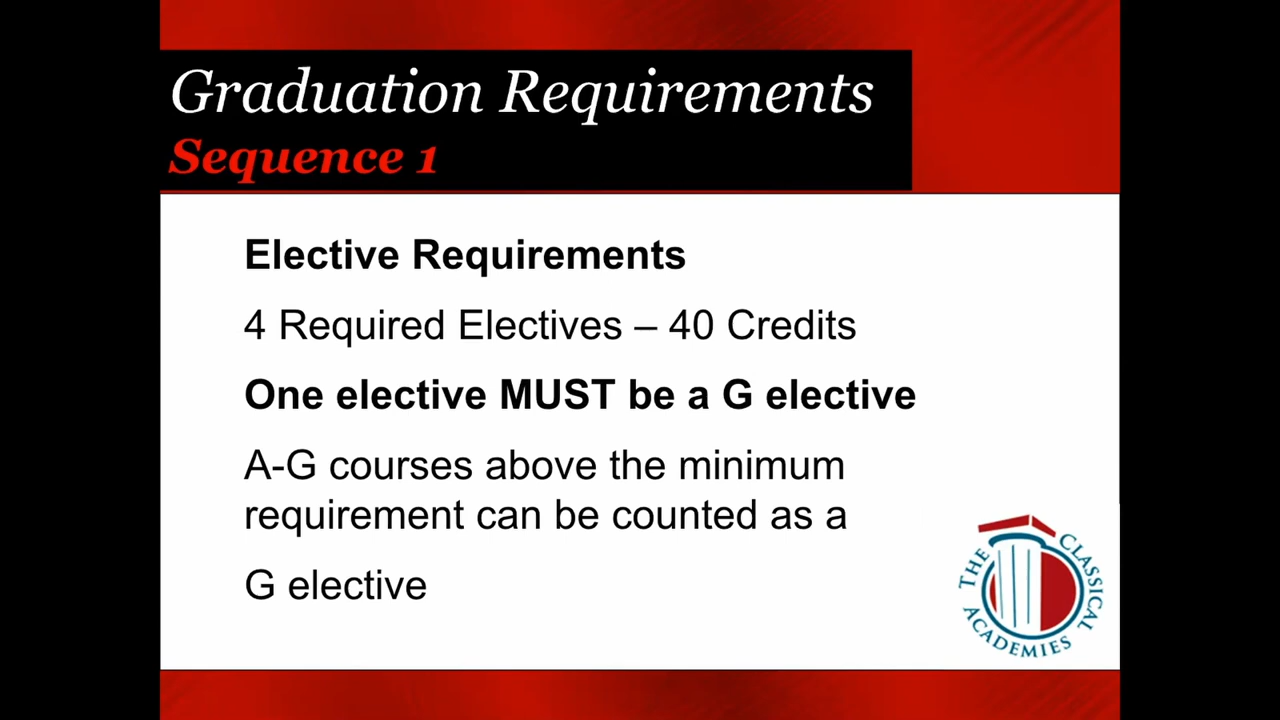 Graduation Requirements
Sequence 1
Elective Requirements
4 Required Electives – 40 Credits
One elective MUST be a G elective
A-G courses above the minimum
requirement can be counted as a
G elective
THE CLASSICAL
ACADEMIES